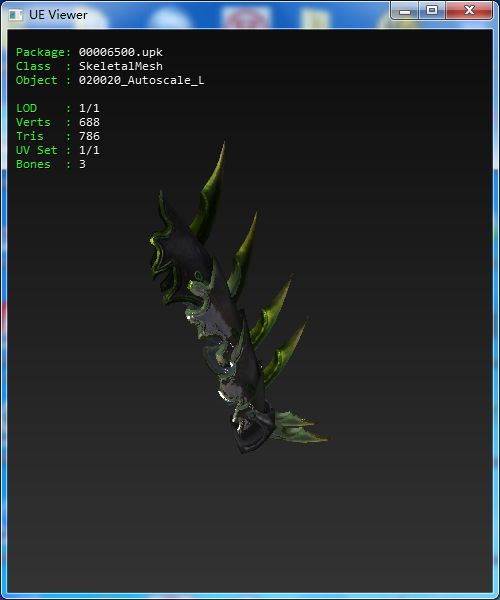 UE Viewer
Package: 00006500.upk
Class : SkeletalMesh
Object : 020020_Autoscale_L
LOD : 1/1
Verts : 688
Tris : 786
UV Set : 1/1
Bones : 3